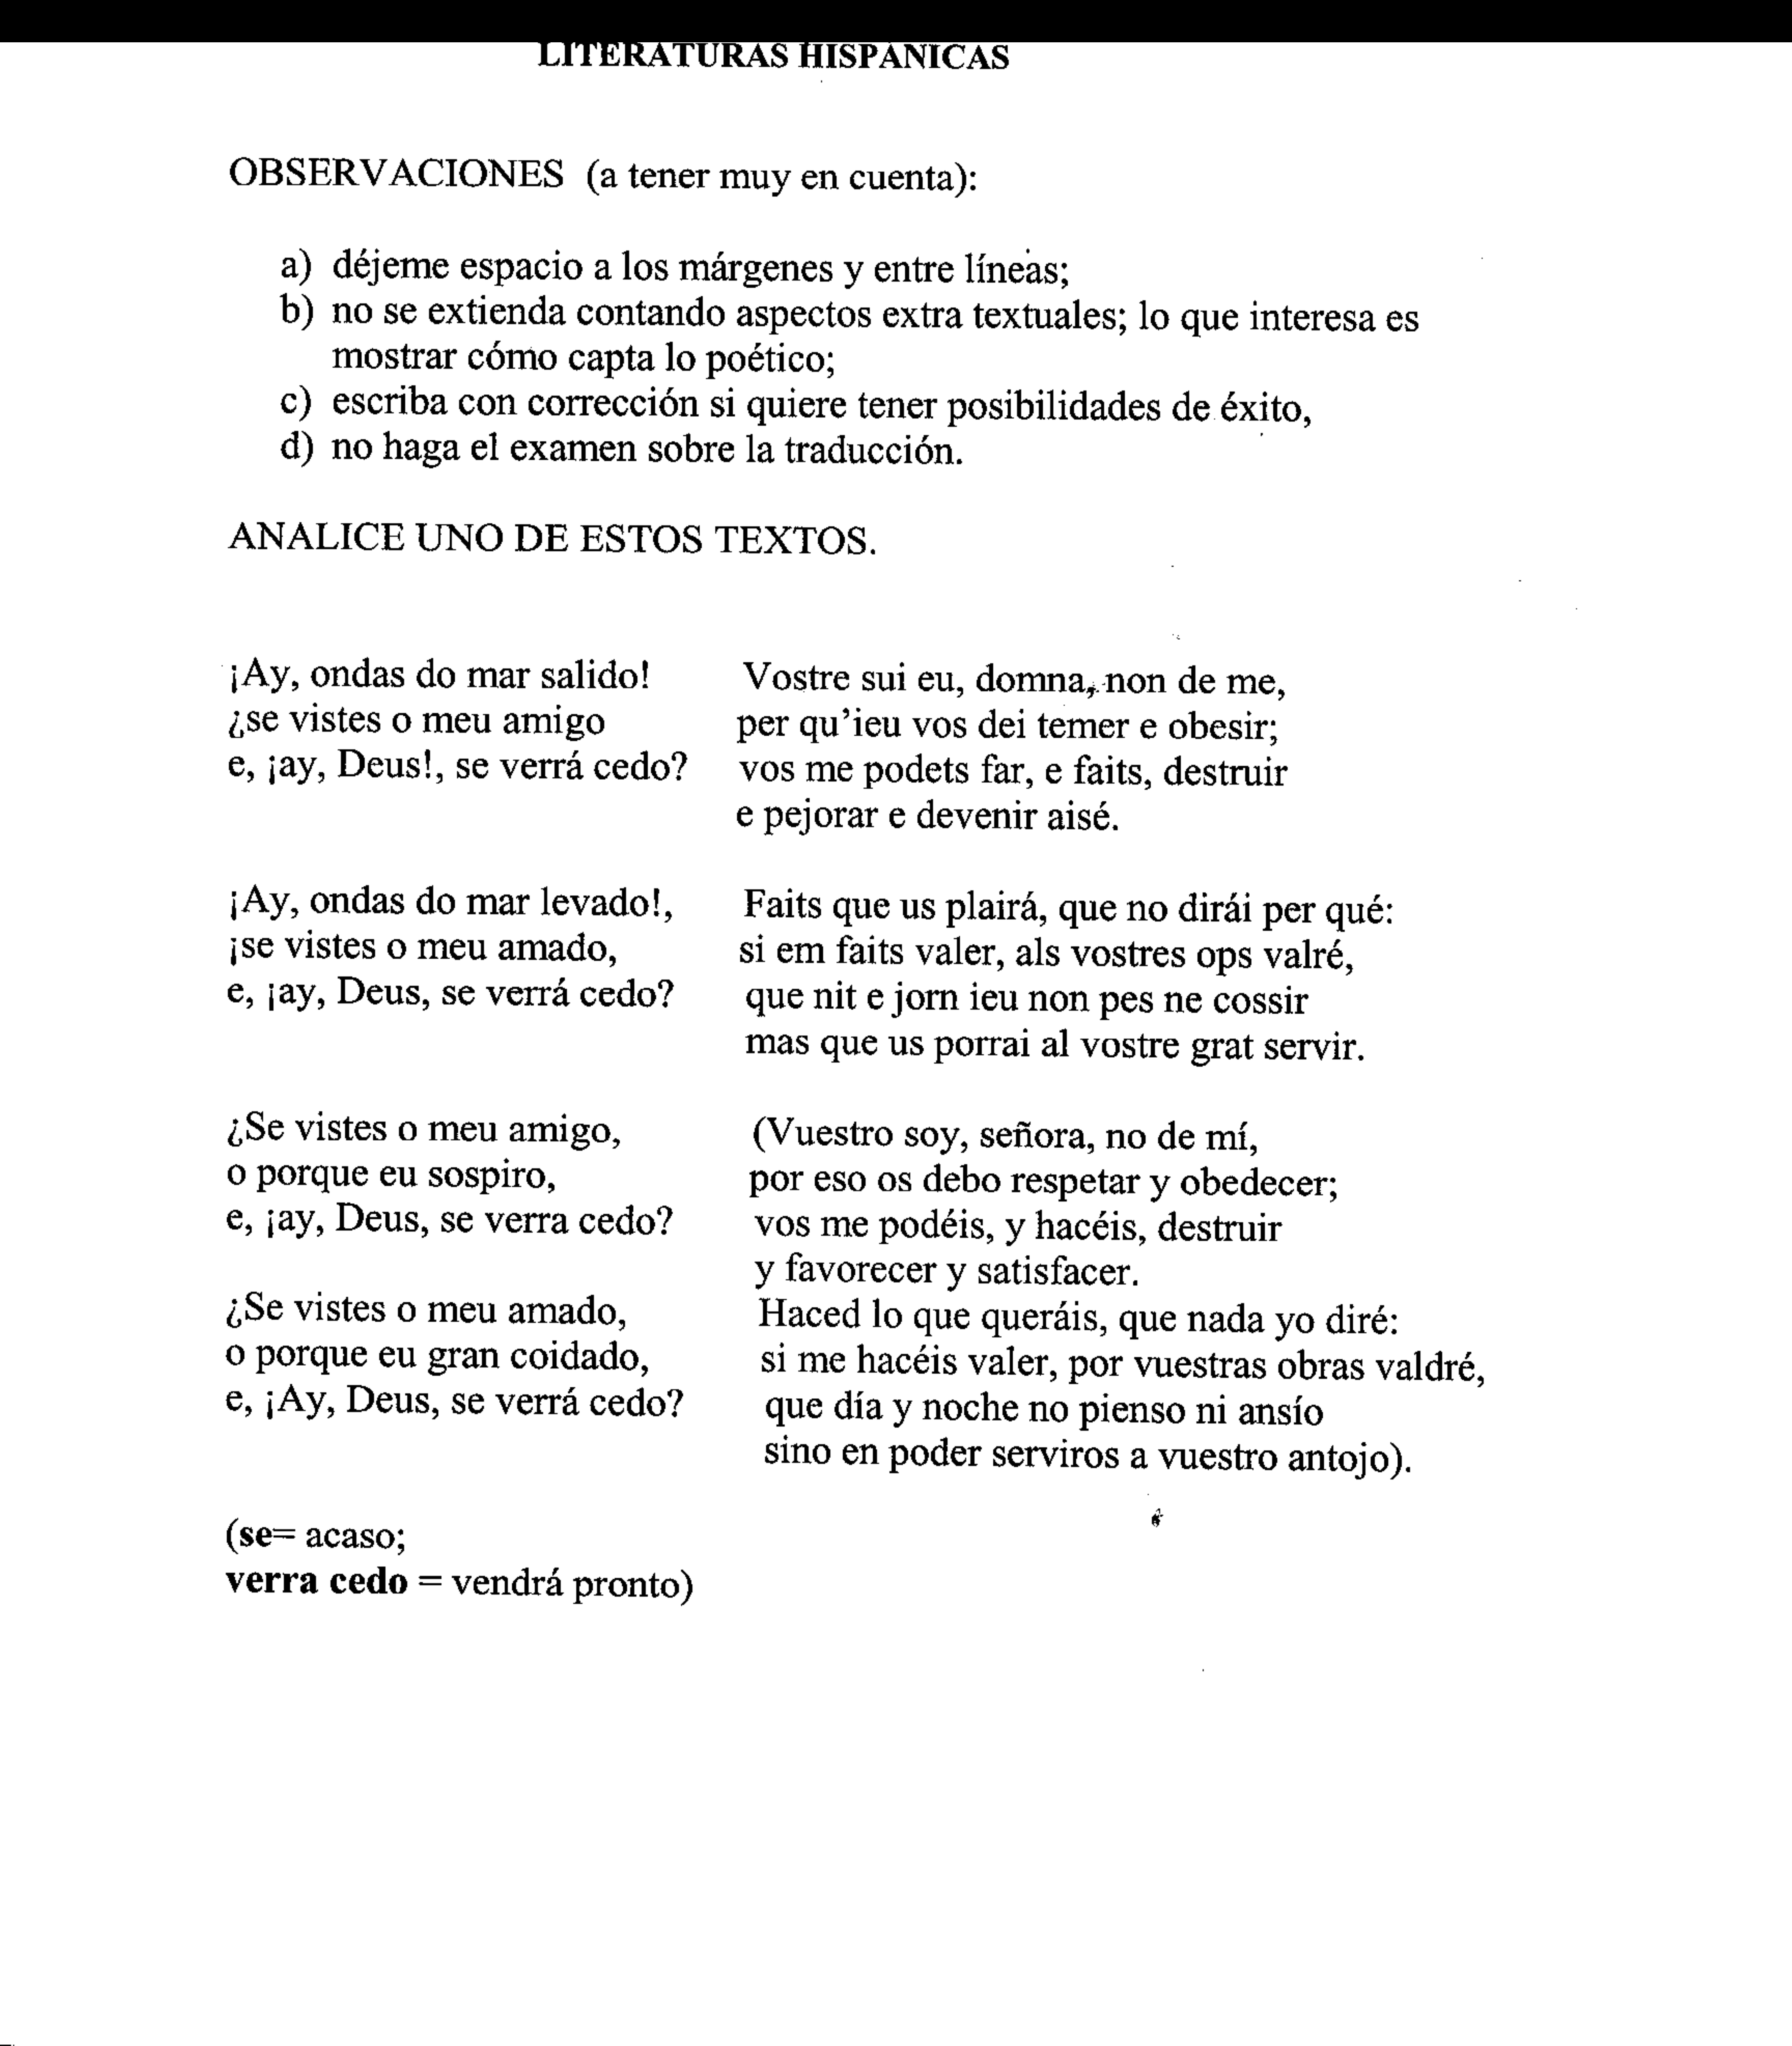 LITERATURAS HISPÁNICAS
OBSERVACIONES (a tener muy en cuenta):
a) déjeme espacio a los márgenes y entre líneas;
b) no se extienda contando aspectos extra textuales; lo que interesa es
mostrar cómo capta lo poético;
c) escriba con corrección si quiere tener posibilidades de éxito,
d) no haga el examen sobre la traducción.
ANALICE UNO DE ESTOS TEXTOS.
¡Ay, ondas do mar salido!
¿se vistes o meu amigo
e, ¡ay, Deus!, se verrá cedo?
¡Ay, ondas do mar levado!,
¡se vistes o meu amado,
e, ¡ay, Deus, se verrá cedo?
¿Se vistes o meu amigo,
o porque eu sospiro,
e, ¡ay, Deus, se verra cedo?
¿Se vistes o meu amado,
o porque eu gran coidado,
e, ¡Ay, Deus, se verrá cedo?
(se= acaso;
verra cedo = vendrá pronto)
Vostre sui eu, domna, non de me,
per qu'ieu vos dei temer e obesir;
vos me podets far, e faits, destruir
e pejorar e devenir aisé.
Faits que us plairá, que no dirái per qué:
si em faits valer, als vostres ops valré,
que nit e jorn ieu non pes ne cossir
mas que us porrai al vostre grat servir.
(Vuestro soy, señora, no de mí,
por eso os debo respetar y obedecer;
vos me podéis, y hacéis, destruir
y favorecer y satisfacer.
Haced lo que queráis, que nada yo diré:
si me hacéis valer, por vuestras obras valdré,
que día y noche no pienso ni ansío
sino en poder serviros a vuestro antojo).